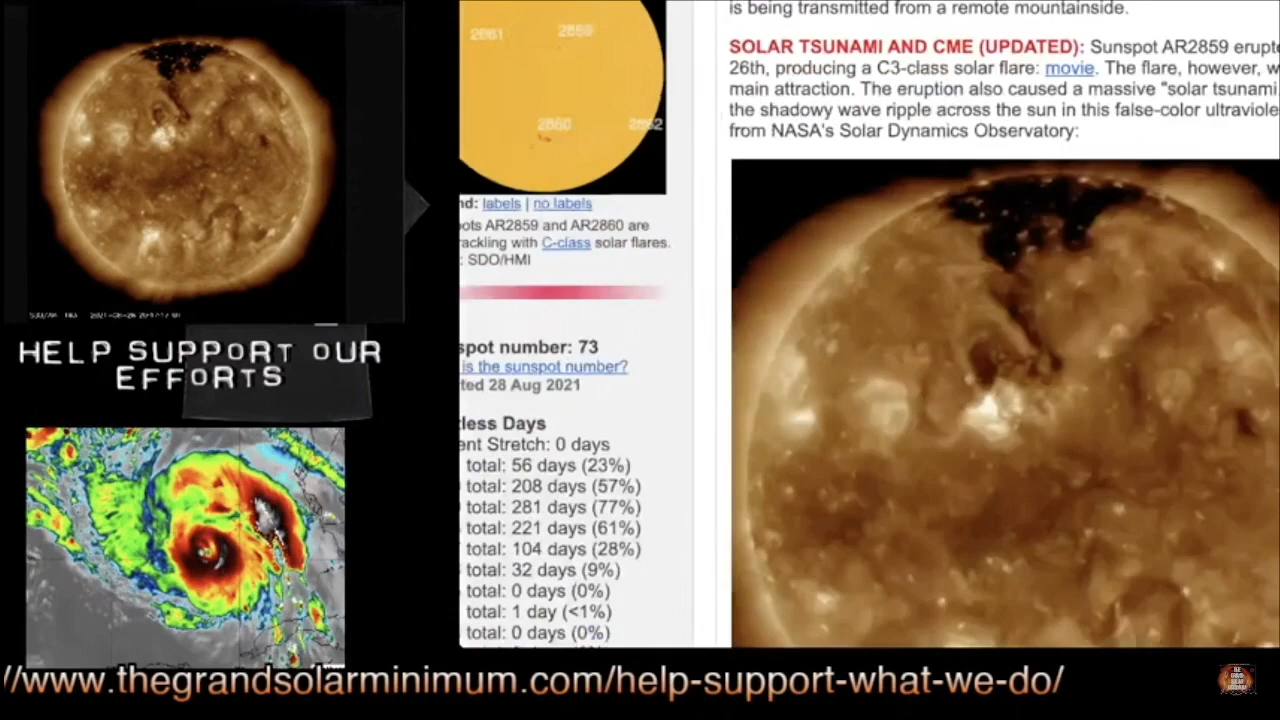 HELP SUPPORT OUR
EFFORTS
2861
2859
2860
2862
nd: labels | no labels
ots AR2859 and AR2860 are
rackling with C-class solar flares.
: SDO/HMI
spot number: 73
is the sunspot number?
ted 28 Aug 2021
tless Days
ent Stretch: 0 days
total: 56 days (23%)
total: 208 days (57%)
total: 281 days (77%)
total: 221 days (61%)
total: 104 days (28%)
total: 32 days (9%)
total: 0 days (0%)
total: 1 day (<1%)
total: 0 days (0%)
is being transmitted from a remote mountainside.
SOLAR TSUNAMI AND CME (UPDATED): Sunspot AR2859 erupte
26th, producing a C3-class solar flare: movie. The flare, however, w
main attraction. The eruption also caused a massive "solar tsunami
the shadowy wave ripple across the sun in this false-color ultraviole
from NASA's Solar Dynamics Observatory:
//www.thegrandsolarminimum.com/help-support-what-we-do/